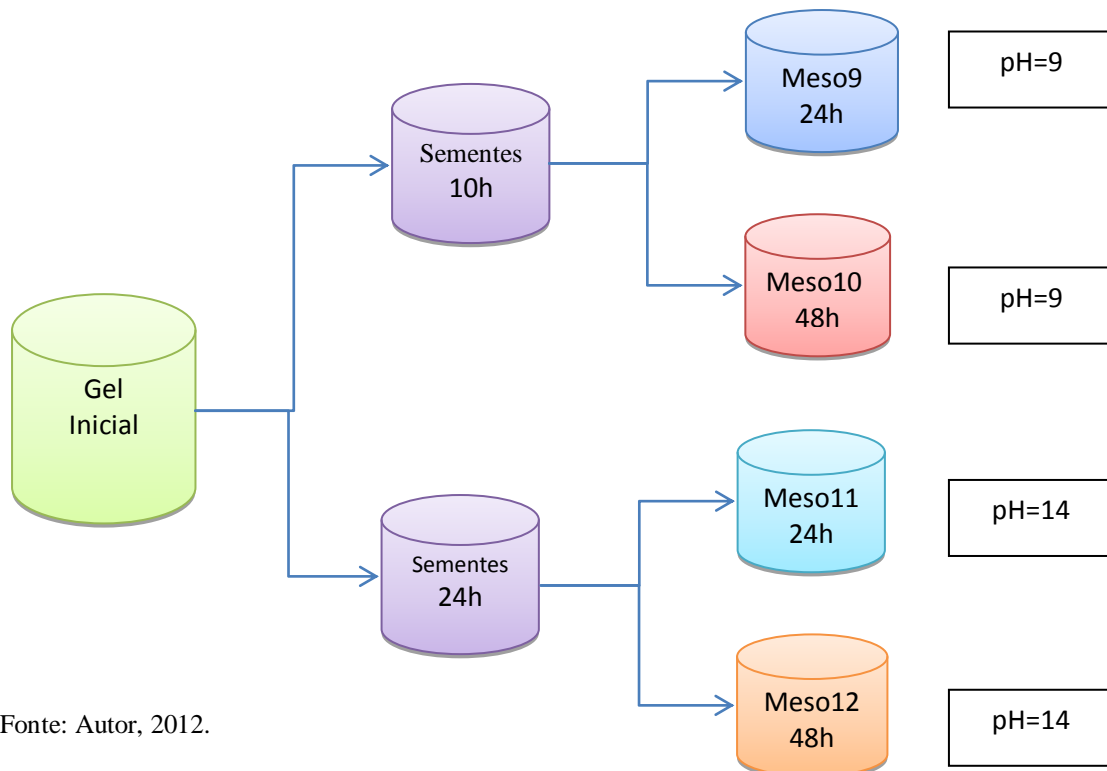 Meso9
24h
pH=9
Sementes
10h
Meso10
48h
pH=9
Gel
Inicial
Meso11
24h
pH=14
Sementes
24h
Meso12
48h
pH=14
Fonte: Autor, 2012.